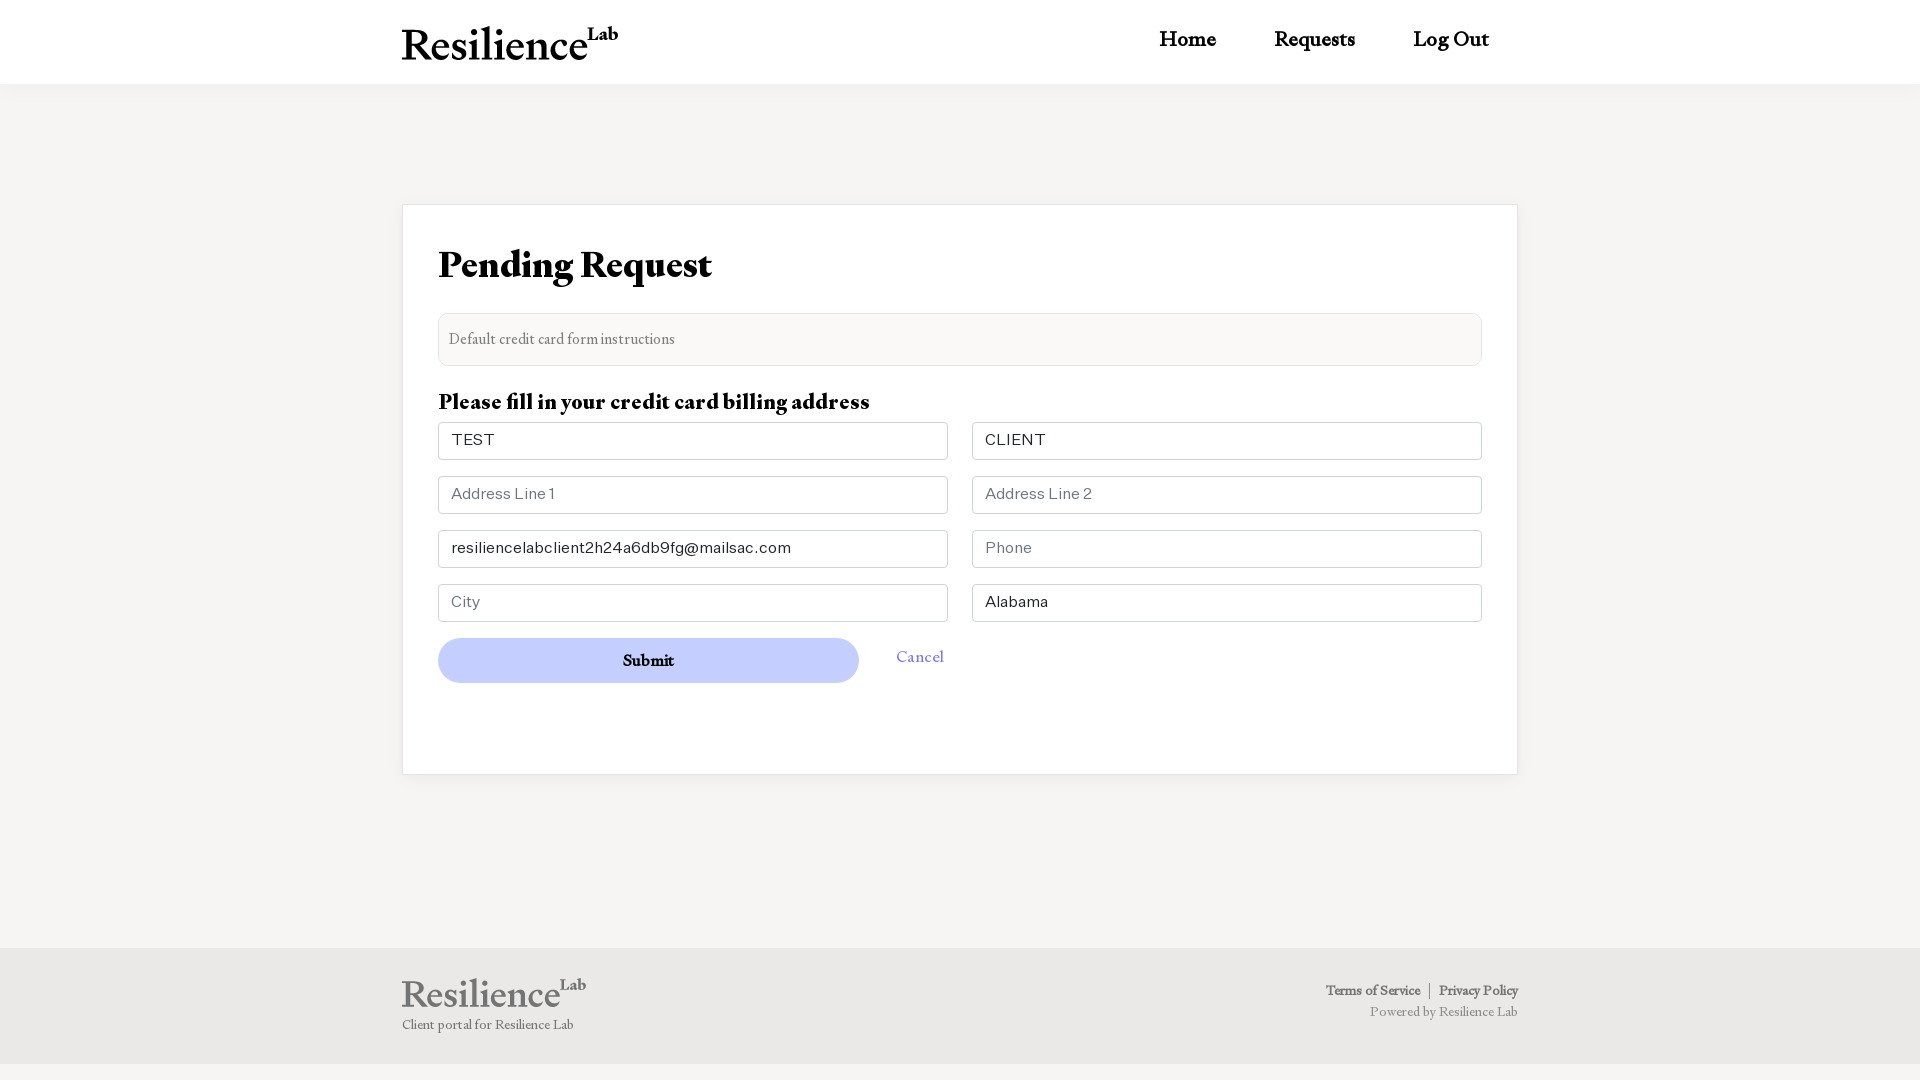 Resilience Lab
Home
Requests
Log Out
Pending Request
Default credit card form instructions
Please fill in your credit card billing address
TEST
CLIENT
Address Line 1
Address Line 2
resiliencelabclient2h24a6db9fg@mailsac.com
Phone
City
Alabama
Submit
Cancel
Resilience Lab
Client portal for Resilience Lab
Terms of Service | Privacy Policy
Powered by Resilience Lab